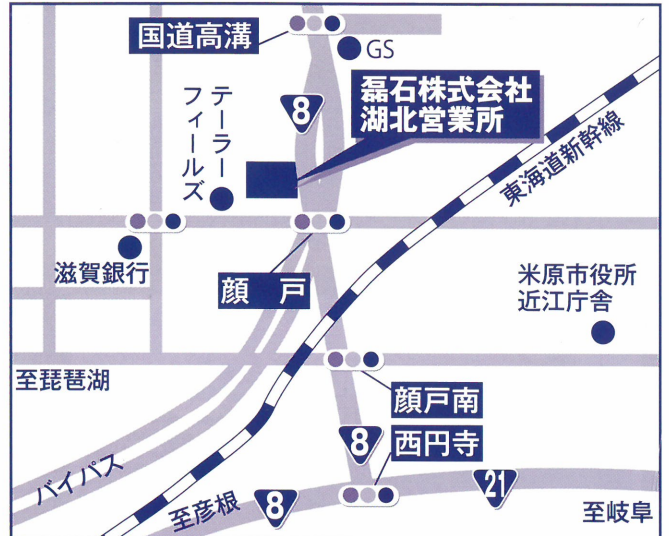 国道高溝
GS
8
磊石株式会社
湖北営業所
テーラー
フィールズ
東海道新幹線
滋賀銀行
顔戸
米原市役所
近江庁舎
至琵琶湖
顔戸南
8
西円寺
バイパス
至彦根
8
21
至岐阜